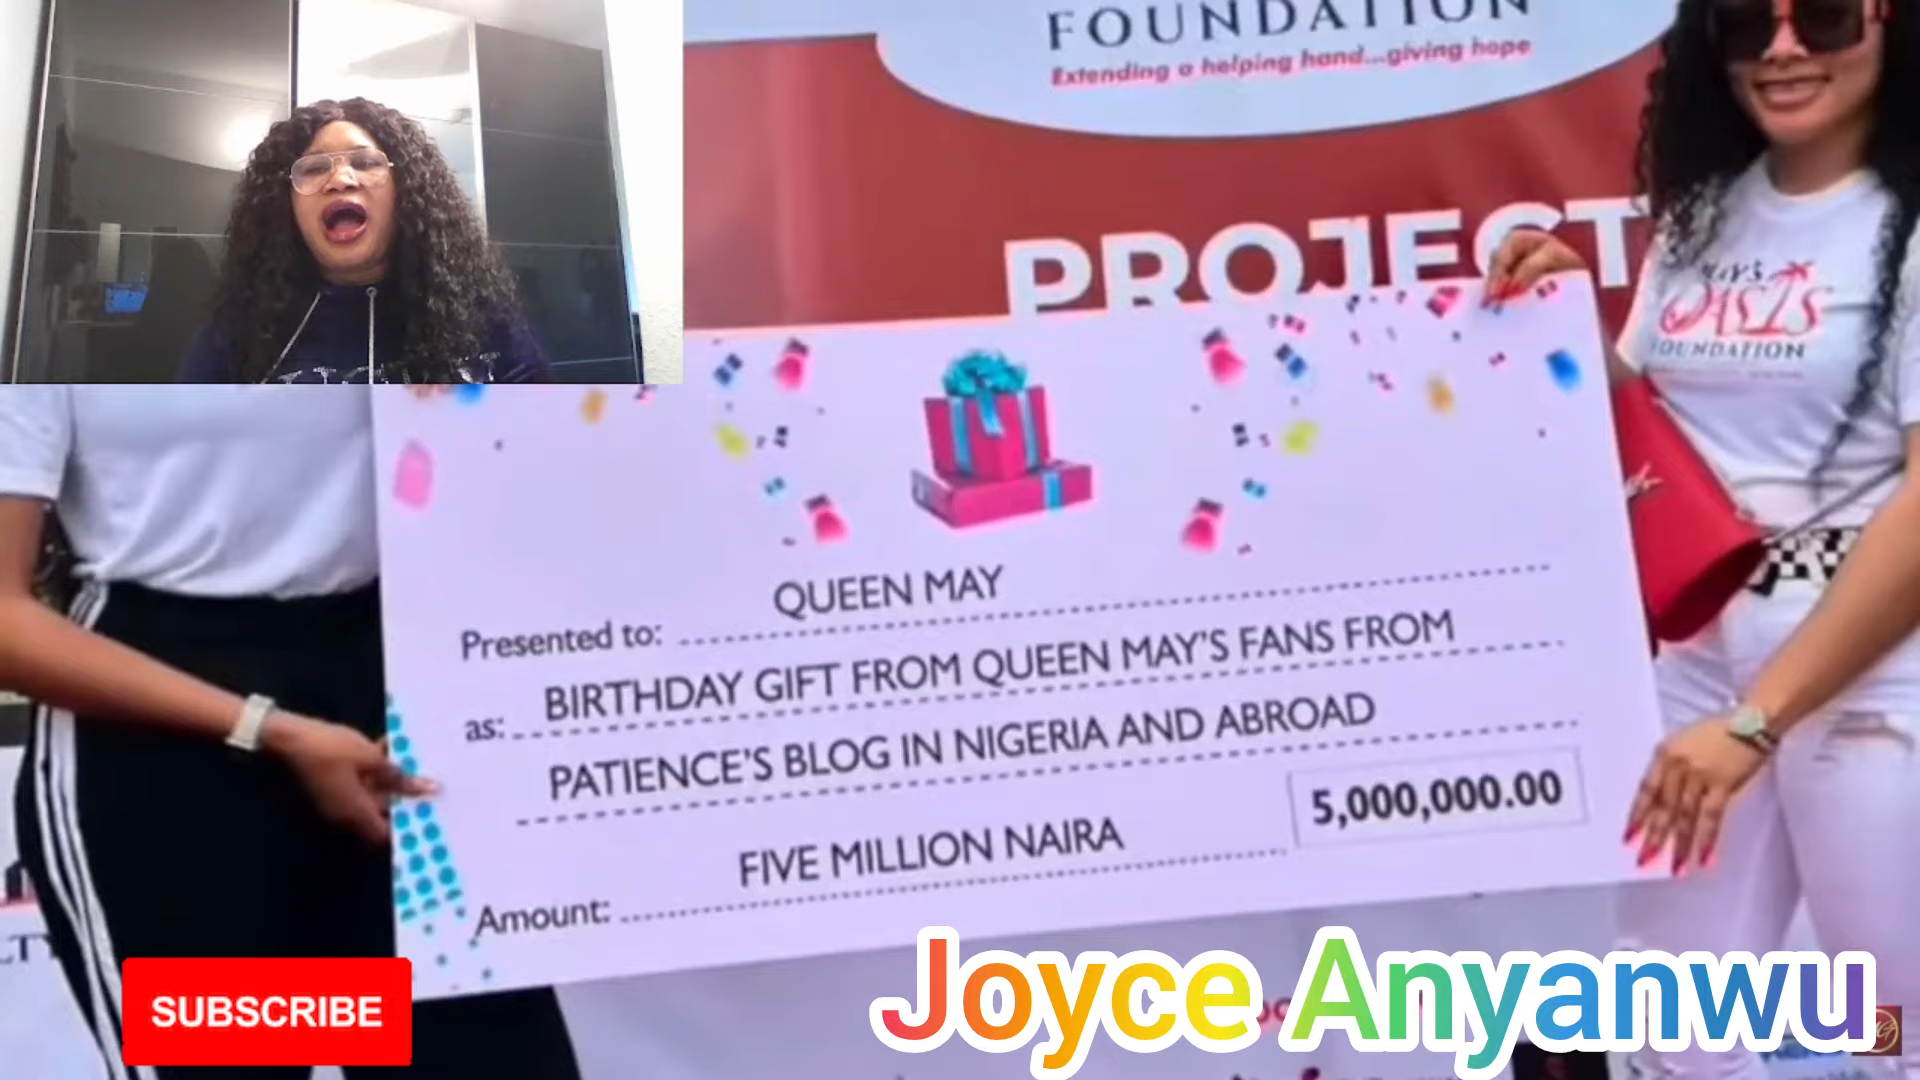 FOUNDATION
Extending a helping hand...giving hope
PROJECT
OASIS
FOUNDATION
QUEEN MAY
Presented to:
BIRTHDAY GIFT FROM QUEEN MAY'S FANS FROM
as:
PATIENCE'S BLOG IN NIGERIA AND ABROAD
5,000,000.00
FIVE MILLION NAIRA
Amount:
SUBSCRIBE
Joyce Anyanwu